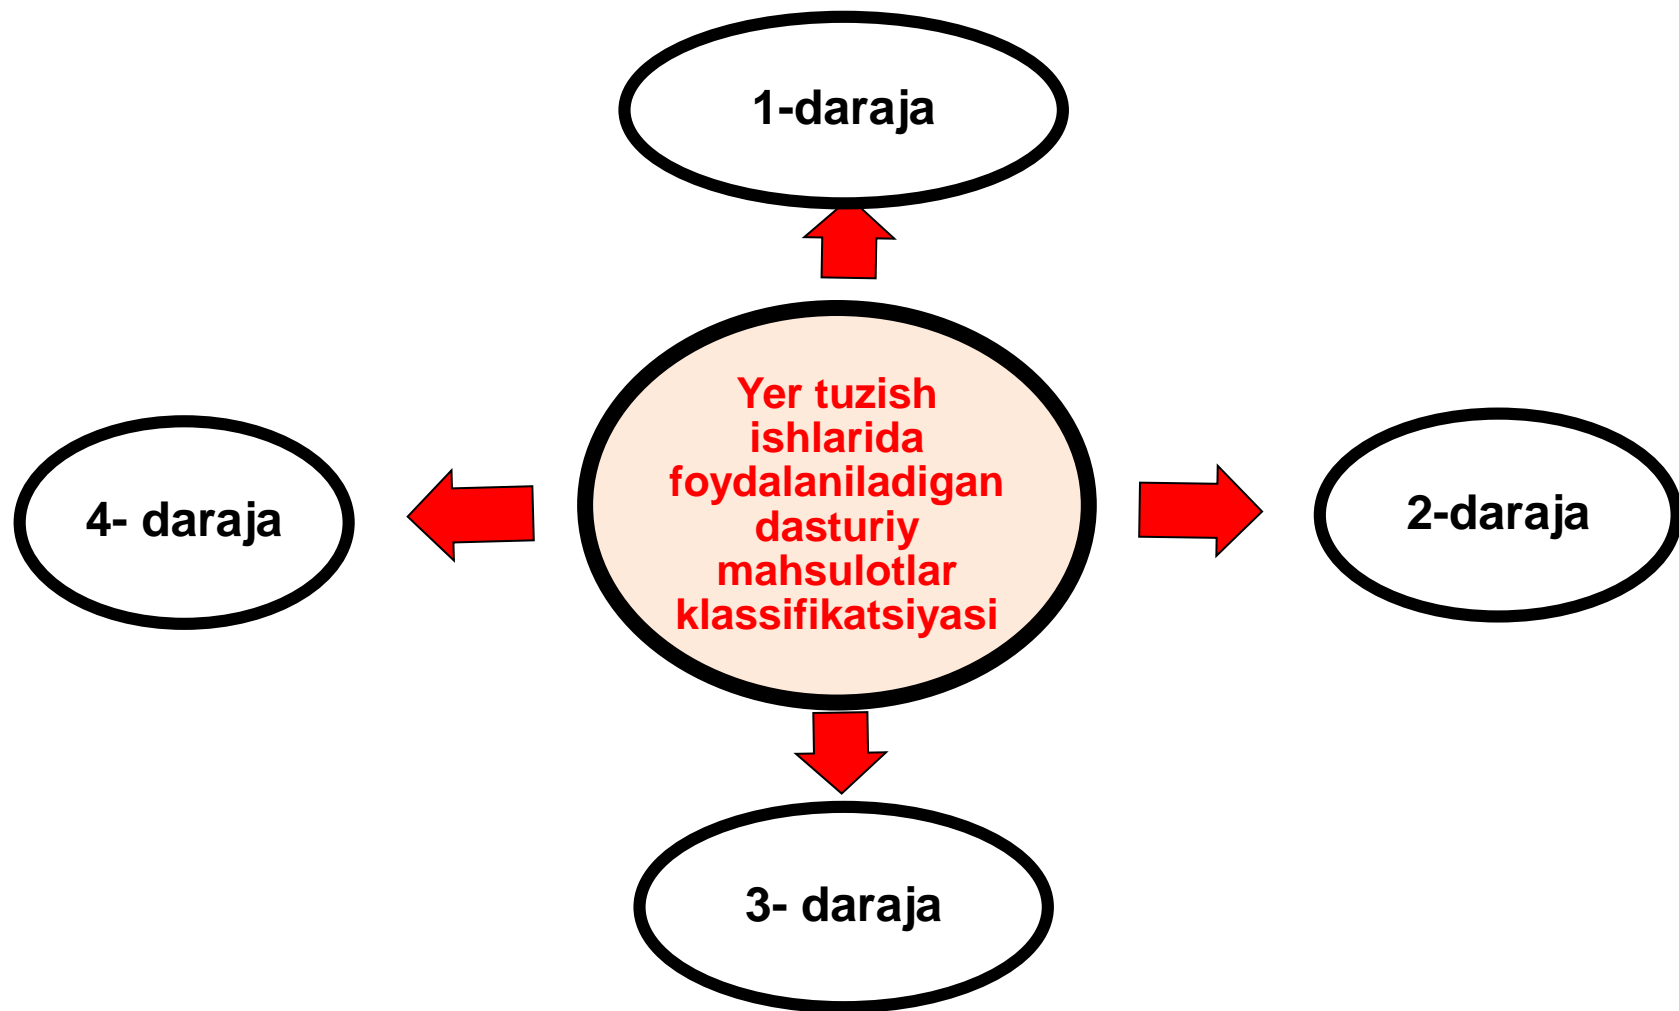 1-daraja
Yer tuzish
ishlarida
foydalaniladigan
dasturiy
mahsulotlar
klassifikatsiyasi
4- daraja
2-daraja
3- daraja